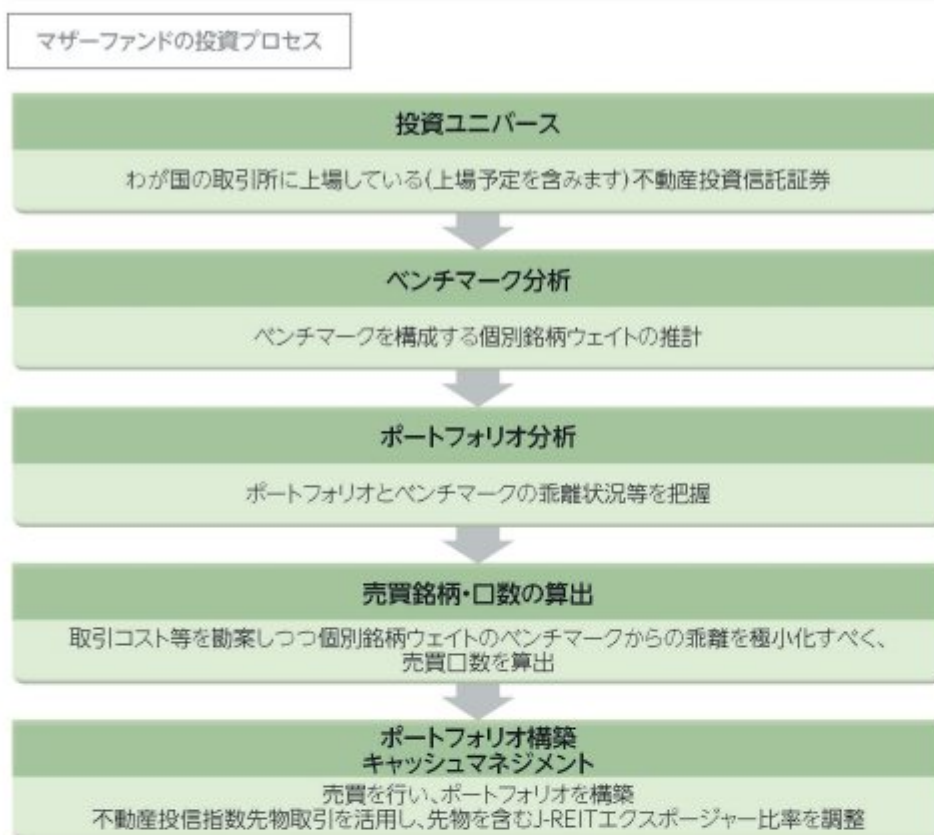 マザーファンドの投資プロセス
投資ユニバース
わが国の取引所に上場している(上場予定を含みます)不動産投資信託証券
ベンチマーク分析
ベンチマークを構成する個別銘柄ウェイトの推計
ポートフォリオ分析
ポートフォリオとベンチマークの乖離状況等を把握
売買銘柄・口数の算出
取引コスト等を勘案しつつ個別銘柄ウェイトのベンチマークからの乖離を極小化すべく、
売買口数を算出
ポートフォリオ構築
キャッシュマネジメント
売買を行い、ポートフォリオを構築
不動産投信指数先物取引を活用し、先物を含むJ-REITエクスポージャー比率を調整